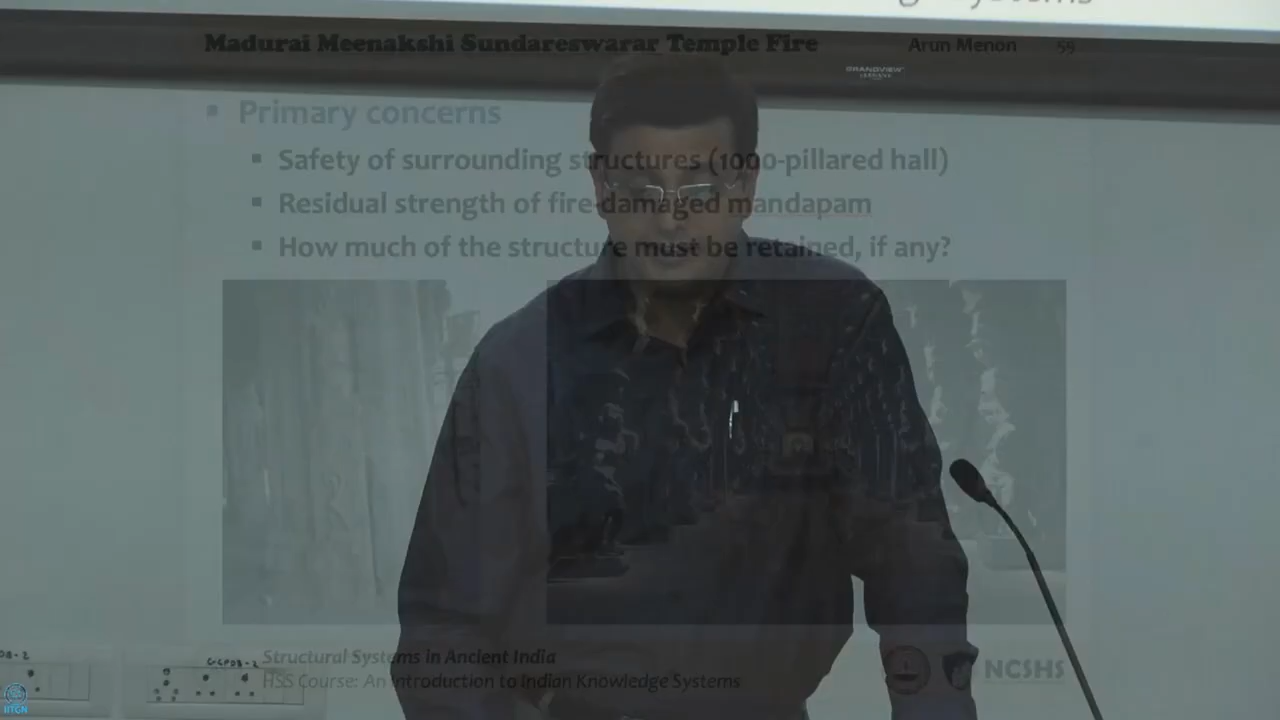 Madurai Meenakshi Sundareswarar Temple Fire
Arun Menon 59
GRANDVIEW
Primary concerns
Safety of surrounding structures (1000-pillared hall)
Residual strength of fire-damaged mandapam
How much of the structure must be retained, if any?
Structural Systems in Ancient India
HSS Course: An Introduction to Indian Knowledge Systems
NCSHS